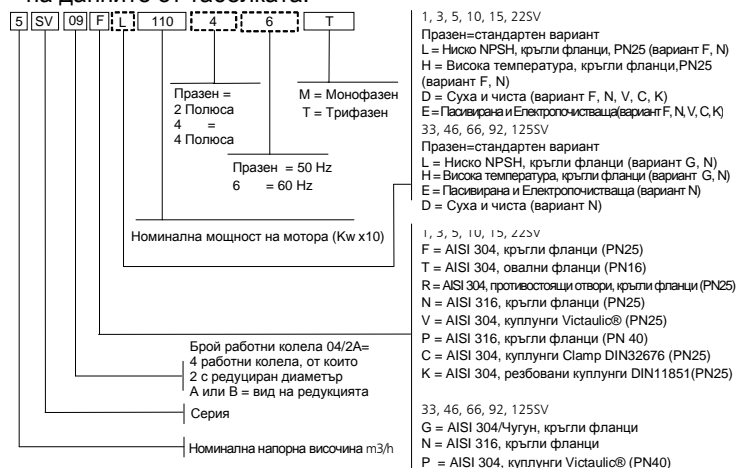 на данните от табелката.
5 SV 09 F L 110 4 6 T
Празен =
2 Полюса
4 =
4 Полюса
M = Монофазен
T = Трифазен
Празен = 50 Hz
6 = 60 Hz
Номинална мощност на мотора (Kw x10)
Брой работни колела 04/2A=
4 работни колела, от които
2 с редуциран диаметър
A или B = вид на редукцията
Серия
Номинална напорна височина m3/h
1, 3, 5, 10, 15, 22SV
Празен=стандартен вариант
L = Ниско NPSH, кръгли фланци, PN25 (вариант F, N)
H = Висока температура, кръгли фланци,PN25
(вариант F, N)
D = Суха и чиста (вариант F, N, V, C, K)
E = Пасивирана и Електропочистваща(вариант F, N, V, C, K)
33, 46, 66, 92, 125SV
Празен=стандартен вариант
L = Ниско NPSH, кръгли фланци (вариант G, N)
H = Висока температура, кръгли фланци (вариант G, N)
E = Пасивирана и Електропочистваща (вариант N)
D = Суха и чиста (вариант N)
1, 3, 5, 10, 15, 22SV
F = AISI 304, кръгли фланци (PN25)
T = AISI 304, овални фланци (PN16)
R = AISI 304, противостоящи отвори, кръгли фланци (PN25)
N = AISI 316, кръгли фланци (PN25)
V = AISI 304, куплунги Victaulic® (PN25)
P = AISI 316, кръгли фланци (PN 40)
C = AISI 304, куплунги Clamp DIN32676 (PN25)
K = AISI 304, резбовани куплунги DIN11851(PN25)
33, 46, 66, 92, 125SV
G = AISI 304/Чугун, кръгли фланци
N = AISI 316, кръгли фланци
P = AISI 304, куплунги Victaulic® (PN40)